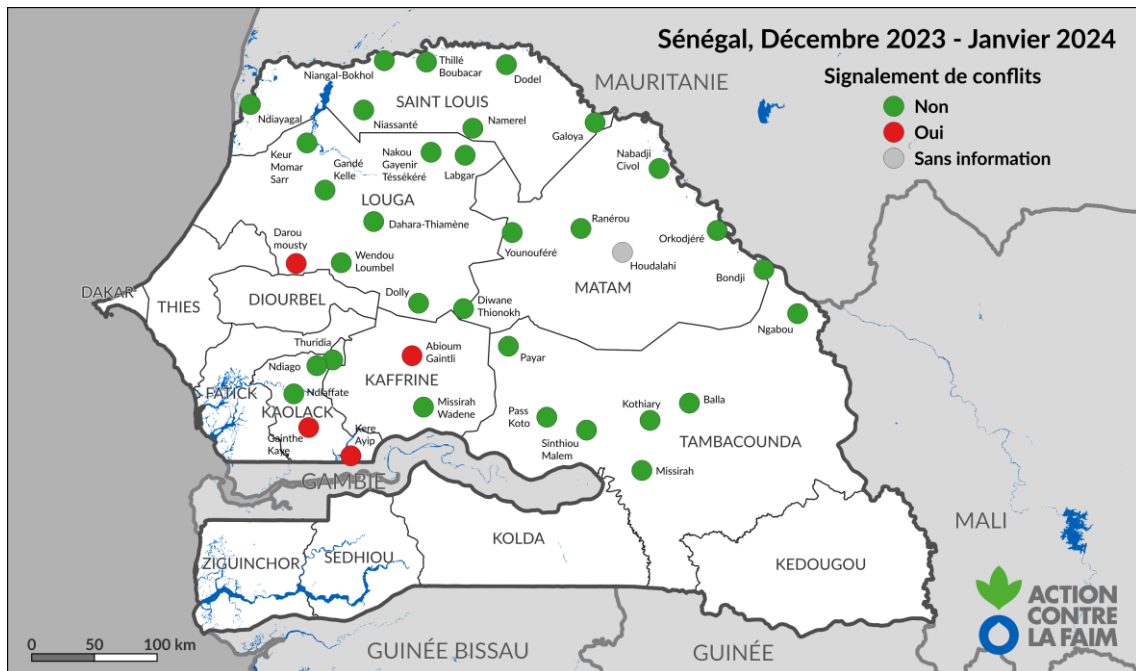 Sénégal, Décembre 2023 - Janvier 2024
Signalement de conflits
Non
Oui
Sans information
MAURITANIE
Niangal-Bokhol
Thillé
Boubacar
Dodel
SAINT LOUIS
Ndiayagal
Niassanté
Namerel
Galoya
Keur
Momar
Sarr
Gandé
Kelle
Nakou
Gayenir
Téssékéré
Labgar
Nabadji
Civol
LOUGA
Dahara-Thiamène
Ranérou
Younouféré
Orkodjéré
Houdalahi
Darou
mousty
Wendou
Loumbel
Bondji
MATAM
DAKAR
THIES
DIOURBEL
Dolly
Diwane
Thionokh
Ngabou
Thuridia
Ndiago
Abioum
Gaintli
Payar
KAFFRINE
FATICK
Ndiaffate
KAOLACK
Missirah
Wadene
Pass
Koto
Kothiary
Balla
Gainthe
Kaye
Kere
Ayip
Sinthiou
Malem
TAMBACOUNDA
Missirah
GAMBIE
MALI
KOLDA
ZIGUINCHOR
SEDHIOU
KEDOUGOU
GUINÉE BISSAU
GUINÉE
0 50 100 km
ACTION
CONTRE
LA FAIM